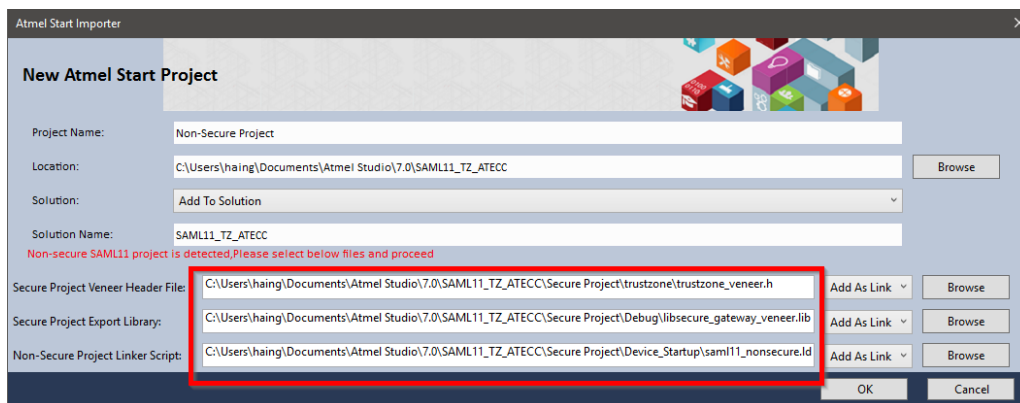 Atmel Start Importer
New Atmel Start Project
Project Name: Non-Secure Project
Location: C:\Users\haing\Documents\Atmel Studio\7.0\SAML11_TZ_ATECC Browse
Solution: Add To Solution
Solution Name: SAML11_TZ_ATECC
Non-secure SAML11 project is detected,Please select below files and proceed
Secure Project Veneer Header File: C:\Users\haing\Documents\Atmel Studio\7.0\SAML11_TZ_ATECC\Secure Project\trustzone\trustzone_veneer.h Add As Link Browse
Secure Project Export Library: C:\Users\haing\Documents\Atmel Studio\7.0\SAML11_TZ_ATECC\Secure Project\Debug\libsecure_gateway_veneer.lib Add As Link Browse
Non-Secure Project Linker Script: C:\Users\haing\Documents\Atmel Studio\7.0\SAML11_TZ_ATECC\Secure Project\Device_Startup\saml11_nonsecure.ld Add As Link Browse
OK Cancel